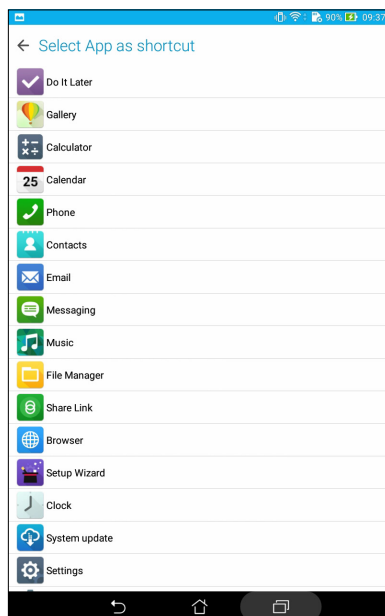 90% 09:37
Select App as shortcut
Do It Later
Gallery
Calculator
25 Calendar
Phone
Contacts
Email
Messaging
Music
File Manager
Share Link
Browser
Setup Wizard
Clock
System update
Settings